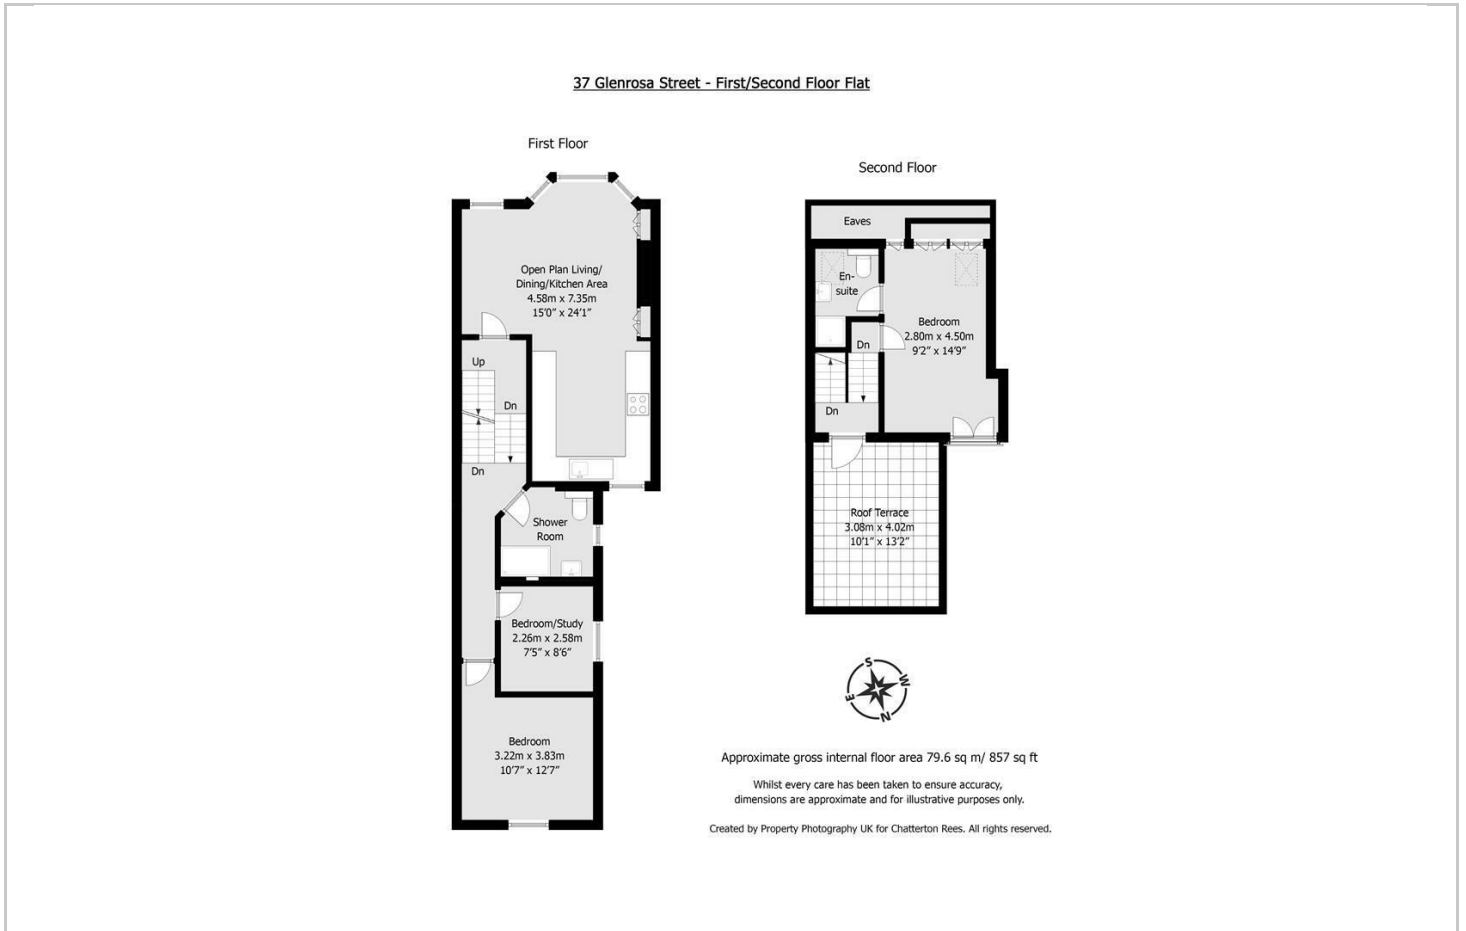 37 Glenrosa Street - First/Second Floor Flat
First Floor
Open Plan Living/
Dining/Kitchen Area
4.58m x 7.35m
15'0" x 24'1"
Up
Dn
Dn
Shower
Room
Bedroom/Study
2.26m x 2.58m
7'5" x 8'6"
Bedroom
3.22m x 3.83m
10'7" x 12'7"
Second Floor
Eaves
En-
suite
Bedroom
2.80m x 4.50m
9'2" x 14'9"
Dn
Dn
Roof Terrace
3.08m x 4.02m
10'1" x 13'2"
S
W
E
N
Approximate gross internal floor area 79.6 sq m/ 857 sq ft
Whilst every care has been taken to ensure accuracy,
dimensions are approximate and for illustrative purposes only.
Created by Property Photography UK for Chatterton Rees. All rights reserved.